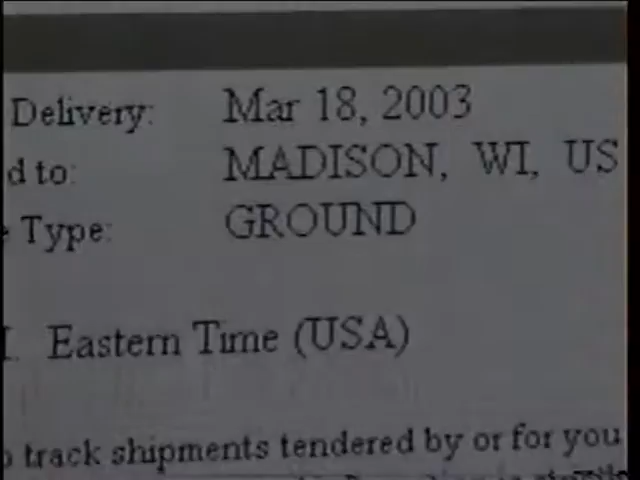 Delivery: Mar 18, 2003
d to: MADISON, WI, US
Type: GROUND
Eastern Time (USA)
track shipments tendered by or for you